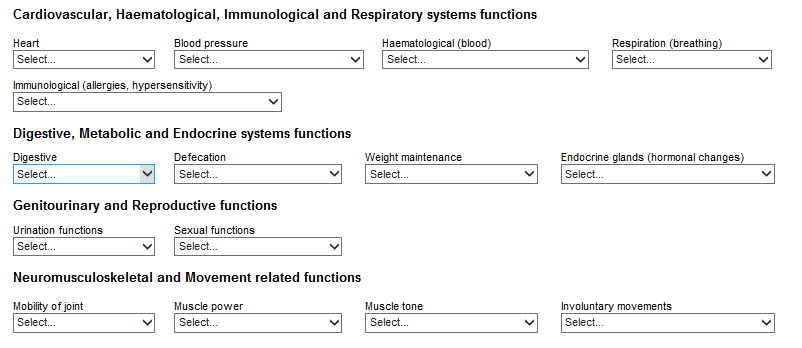 Cardiovascular, Haematological, Immunological and Respiratory systems functions
Heart Blood pressure Haematological (blood) Respiration (breathing)
Select... Select... Select... Select...
Immunological (allergies, hypersensitivity)
Select...
Digestive, Metabolic and Endocrine systems functions
Digestive Defecation Weight maintenance Endocrine glands (hormonal changes)
Select... Select... Select... Select...
Genitourinary and Reproductive functions
Urination functions Sexual functions
Select... Select...
Neuromusculoskeletal and Movement related functions
Mobility of joint Muscle power Muscle tone Involuntary movements
Select... Select... Select... Select...